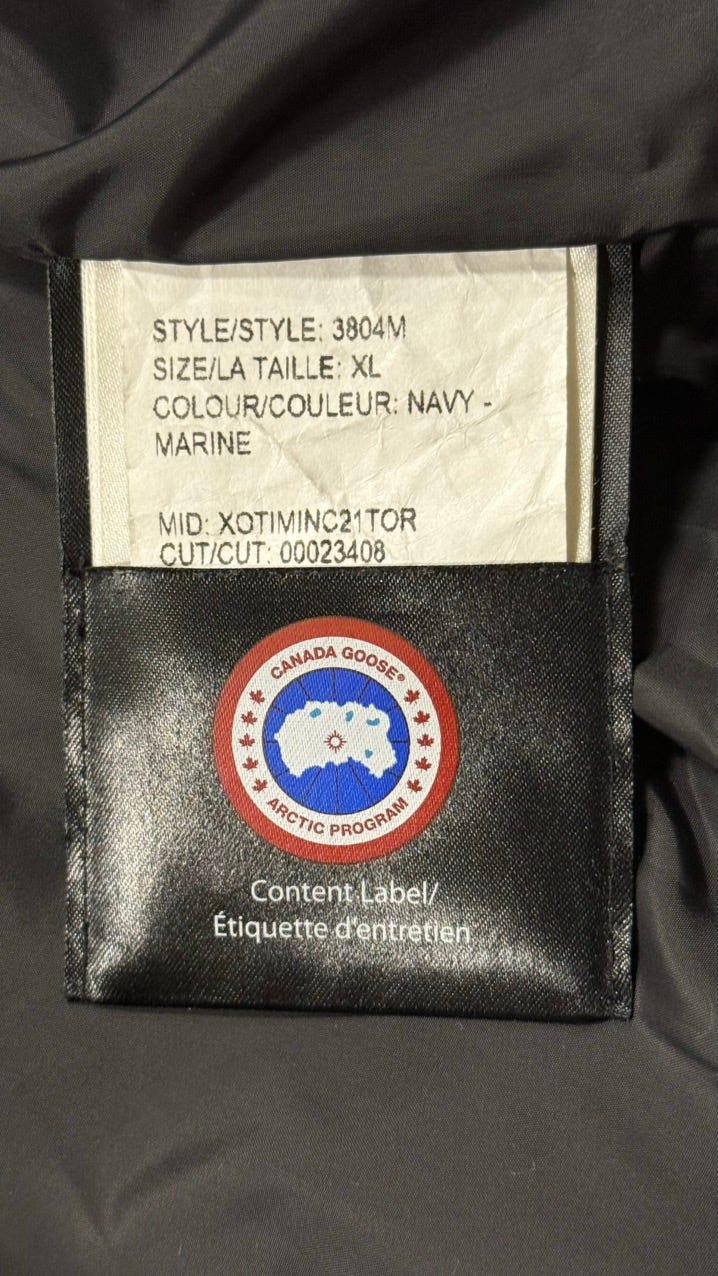 STYLE/STYLE: 3804M
SIZE/LA TAILLE: XL
COLOUR/COULEUR: NAVY -
MARINE
MID: XOTIMINC21TOR
CUT/CUT: 00023408
CANADA GOOSE®
ARCTIC PROGRAM
Content Label/
Étiquette d'entretien